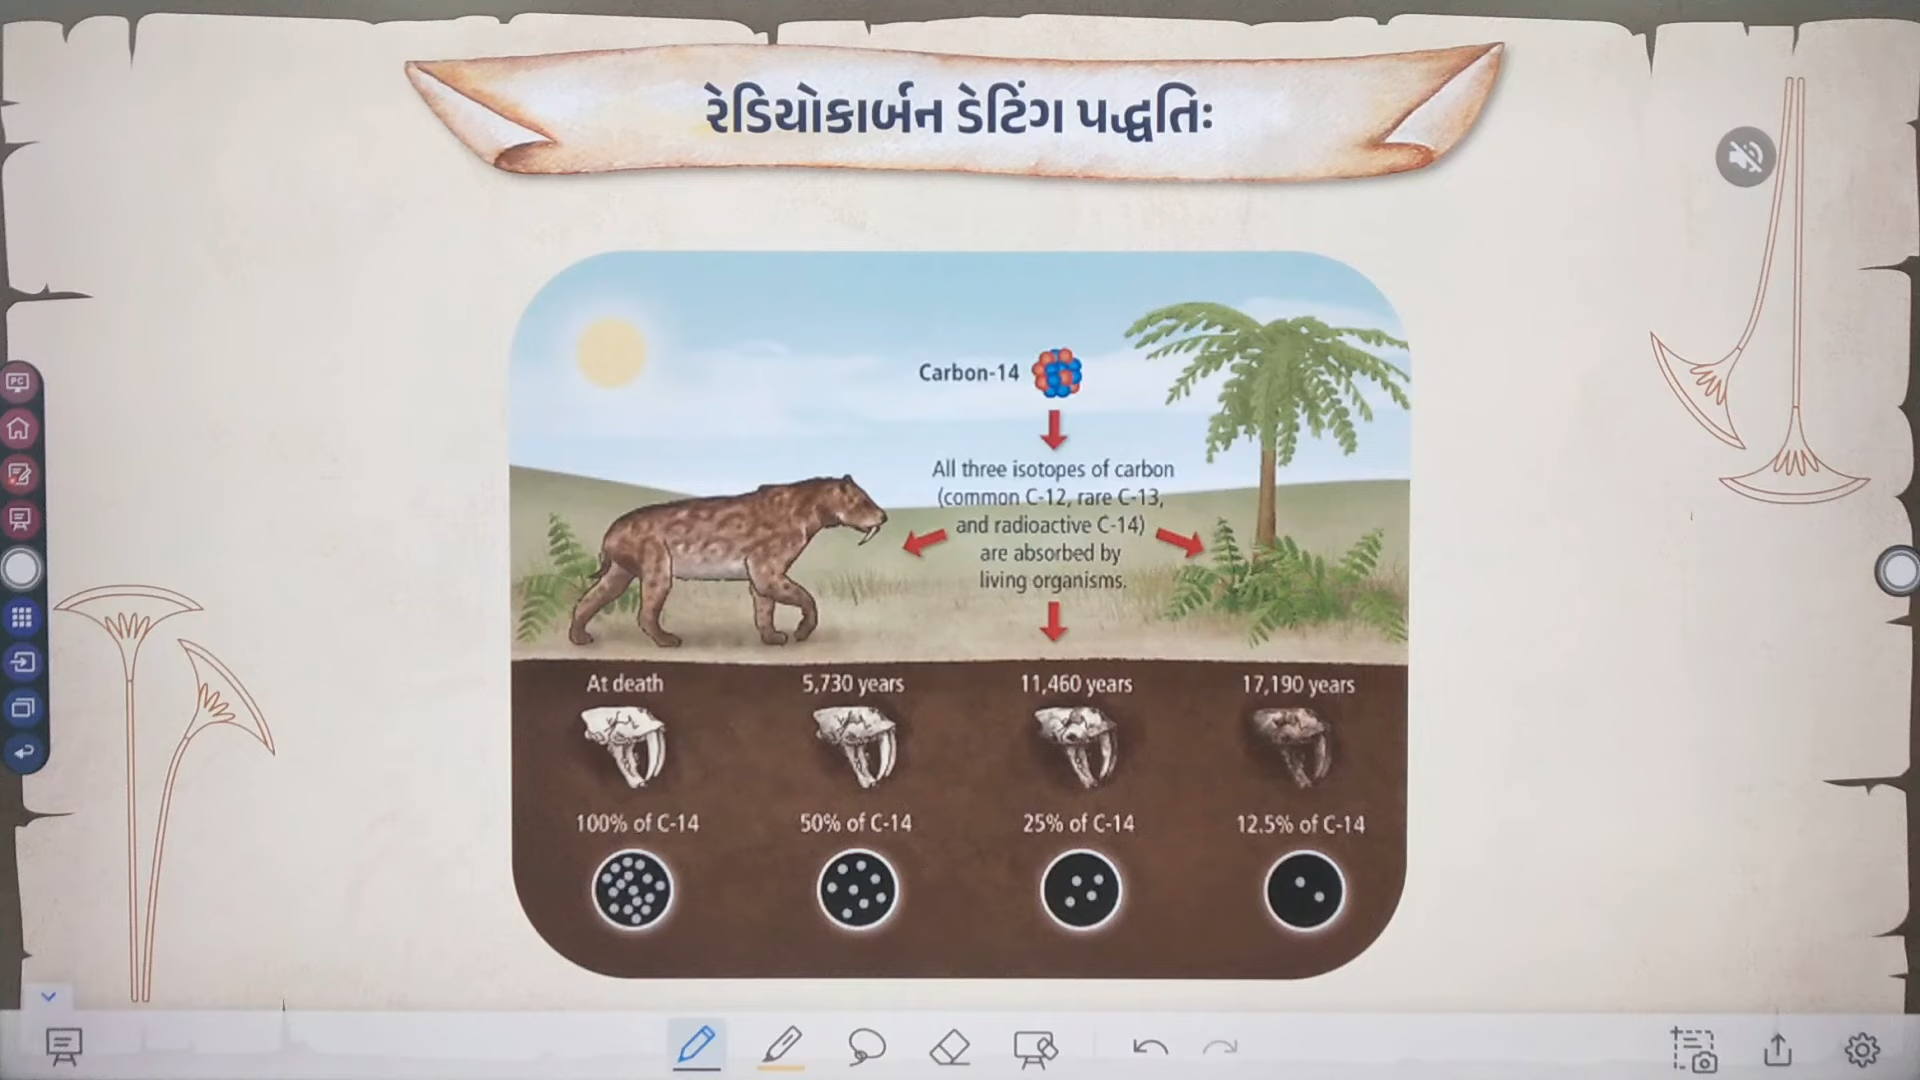 રેડિયોકાર્બન ડેટિંગ પદ્ધતિઃ
Carbon-14
All three isotopes of carbon
(common C-12, rare C-13,
and radioactive C-14)
are absorbed by
living organisms.
At death 5,730 years 11,460 years 17,190 years
100% of C-14 50% of C-14 25% of C-14 12.5% of C-14
PC